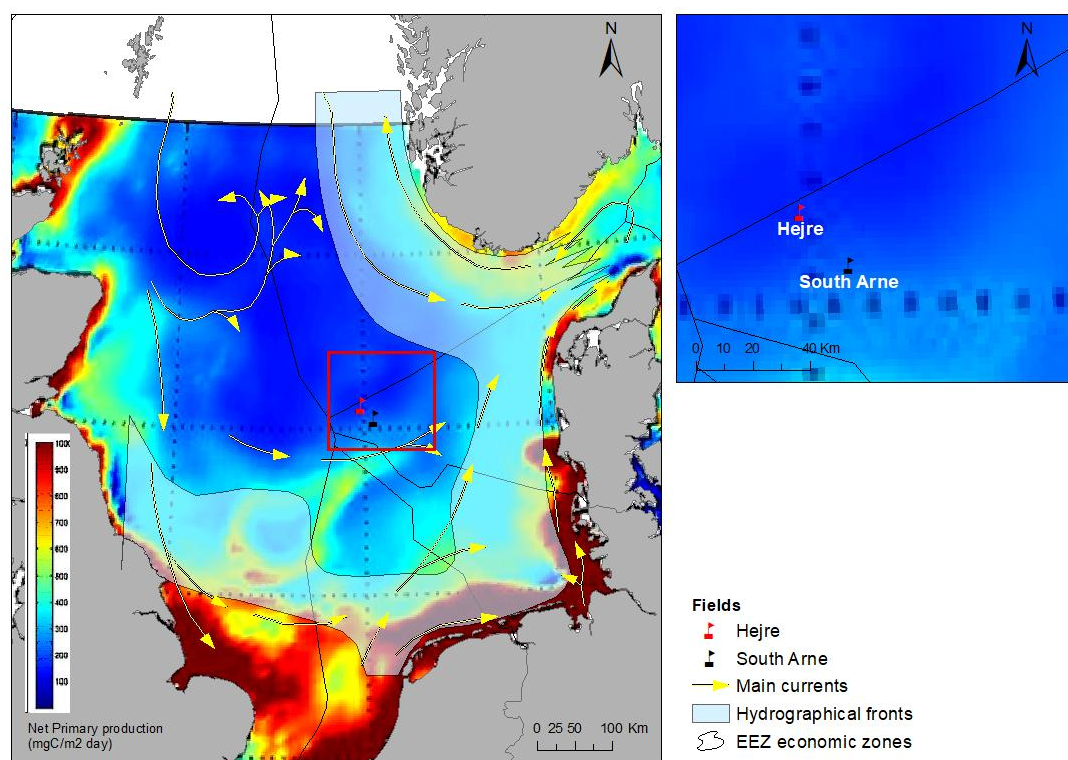 N
1000
900
800
700
600
500
400
300
200
100
Net Primary production
(mgC/m2 day)
0 25 50 100 Km
N
Hejre
South Arne
0 10 20 40 Km
Fields
Hejre
South Arne
Main currents
Hydrographical fronts
EEZ economic zones